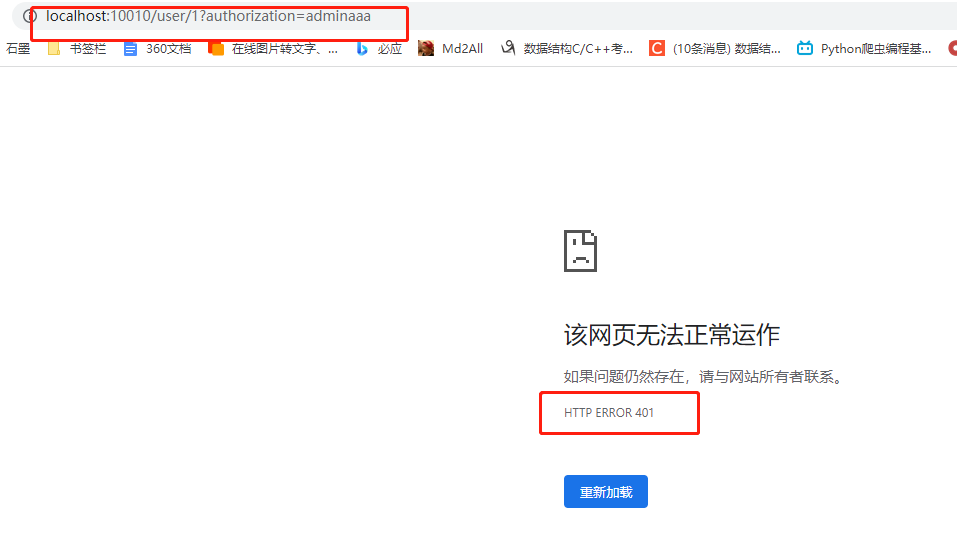 localhost:10010/user/1?authorization=adminaaa
石墨 书签栏 360文档 在线图片转文字、... 必应 Md2All 数据结构C/C++考... C (10条消息) 数据结... Python爬虫编程基...
该网页无法正常运作
如果问题仍然存在，请与网站所有者联系。
HTTP ERROR 401
重新加载